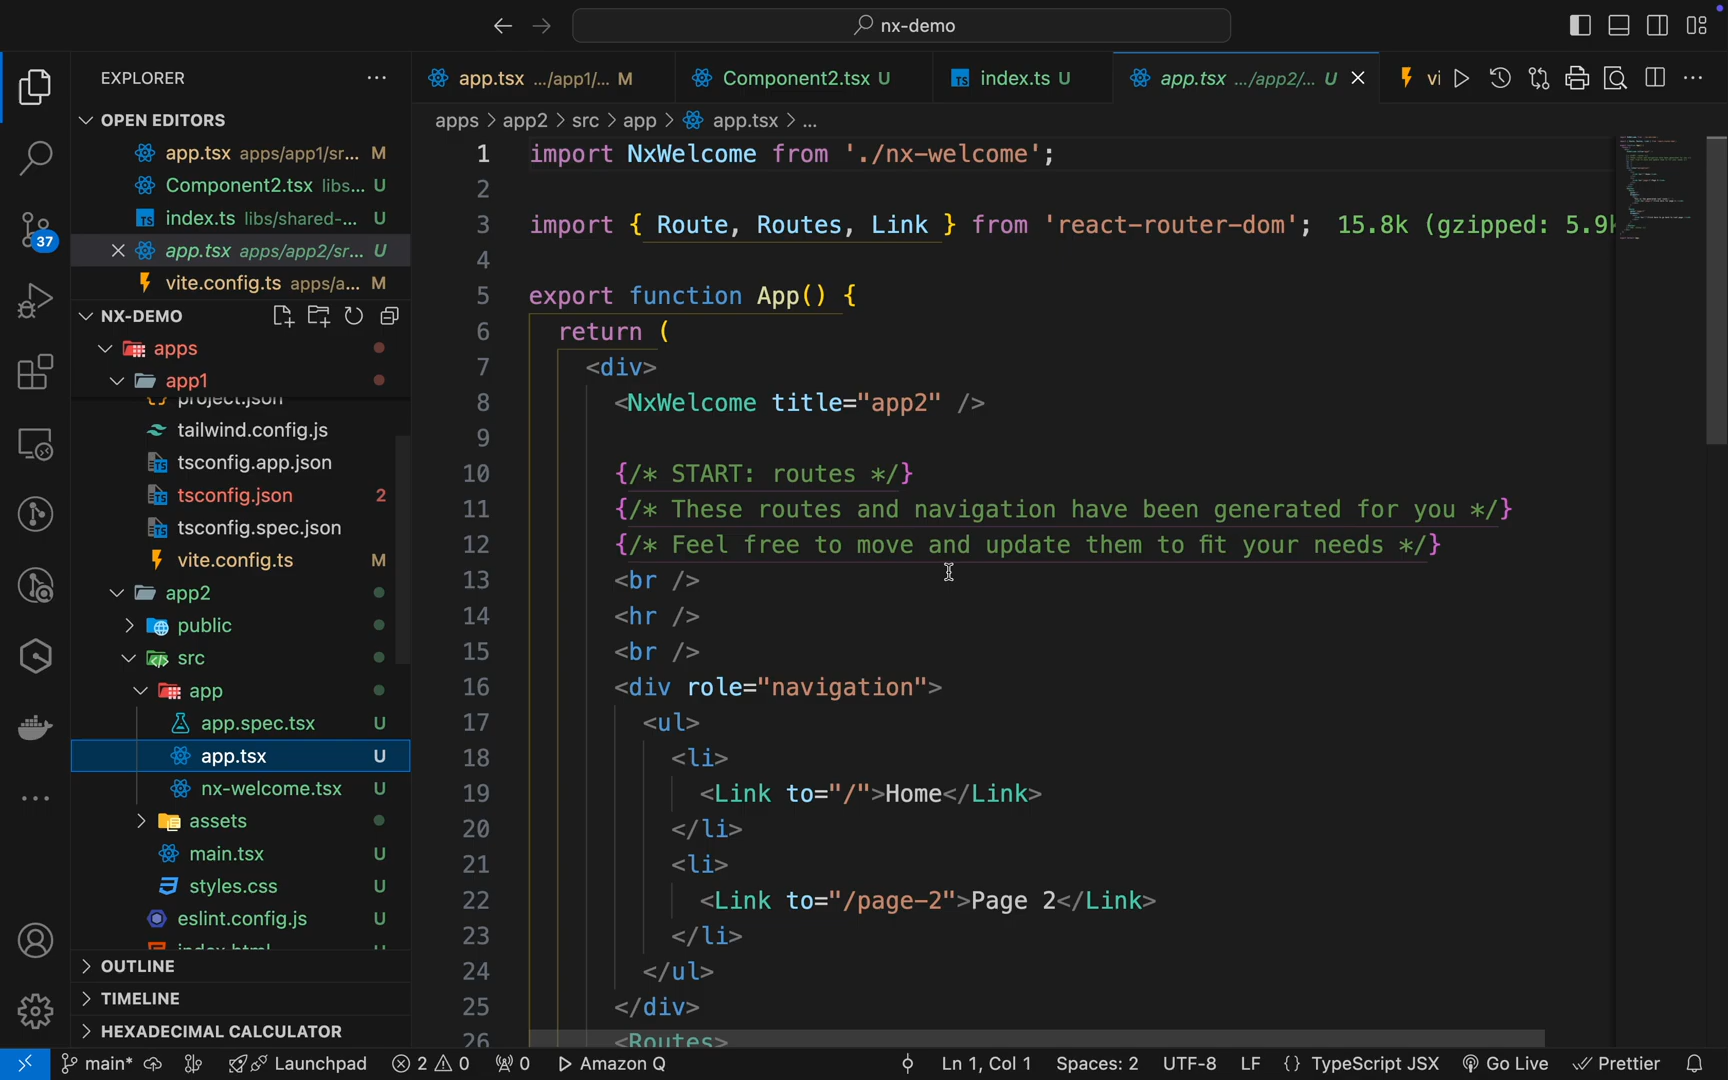 nx-demo
EXPLORER
OPEN EDITORS
app.tsx apps/app1/sr... M
Component2.tsx libs... U
index.ts libs/shared-... U
app.tsx apps/app2/sr... U
vite.config.ts apps/a... M
NX-DEMO
apps
app1
project.json
tailwind.config.js
tsconfig.app.json
tsconfig.json 2
tsconfig.spec.json
vite.config.ts M
app2
public
src
app
app.spec.tsx U
app.tsx U
nx-welcome.tsx U
assets
main.tsx U
styles.css U
eslint.config.js U
index.html U
OUTLINE
TIMELINE
HEXADECIMAL CALCULATOR
37
app.tsx .../app1/... M
Component2.tsx U
index.ts U
app.tsx .../app2/... U
vi
apps > app2 > src > app > app.tsx > ...
1 import NxWelcome from './nx-welcome';
2
3 import { Route, Routes, Link } from 'react-router-dom'; 15.8k (gzipped: 5.9k
4
5 export function App() {
6 return (
7 <div>
8 <NxWelcome title="app2" />
9
10 {/* START: routes */}
11 {/* These routes and navigation have been generated for you */}
12 {/* Feel free to move and update them to fit your needs */}
13 <br />
14 <hr />
15 <br />
16 <div role="navigation">
17 <ul>
18 <li>
19 <Link to="/">Home</Link>
20 </li>
21 <li>
22 <Link to="/page-2">Page 2</Link>
23 </li>
24 </ul>
25 </div>
26 <Routes>
main* Launchpad 2 0 0 Amazon Q Ln 1, Col 1 Spaces: 2 UTF-8 LF {} TypeScript JSX Go Live Prettier